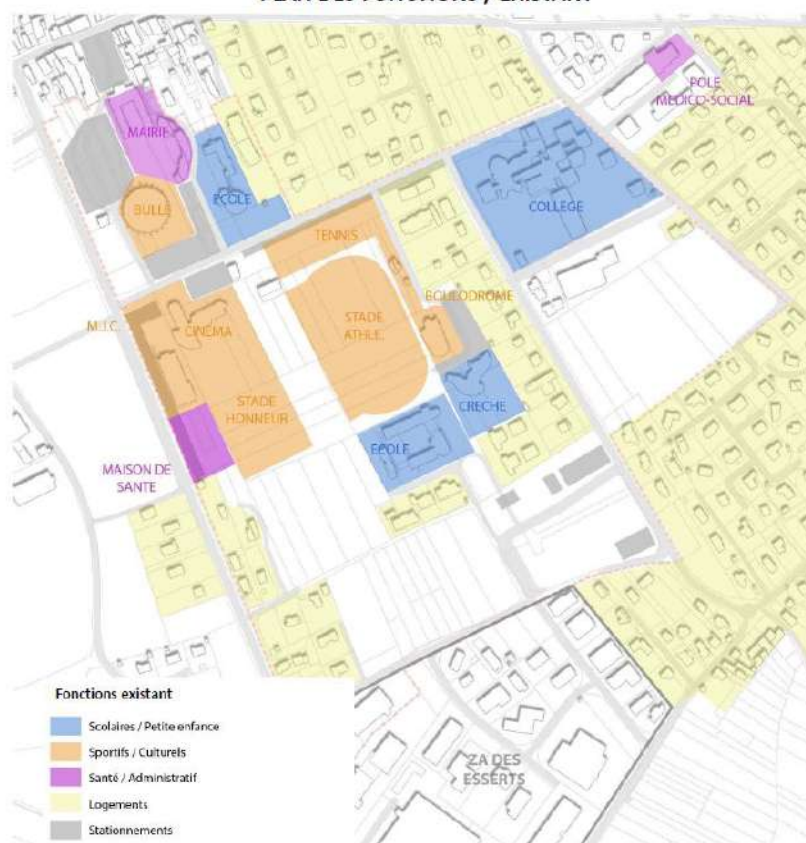 POLE
MEDICO-SOCIAL
MAIRIE
ECOLE
BULLE
COLLEGE
TENNIS
BOULODROME
M.J.C.
CINEMA
STADE
ATHLE.
STADE
HONNEUR
CRECHE
ECOLE
MAISON DE
SANTE
ZA DES
ESSERTS
Fonctions existant
Scolaires / Petite enfance
Sportifs / Culturels
Santé / Administratif
Logements
Stationnements